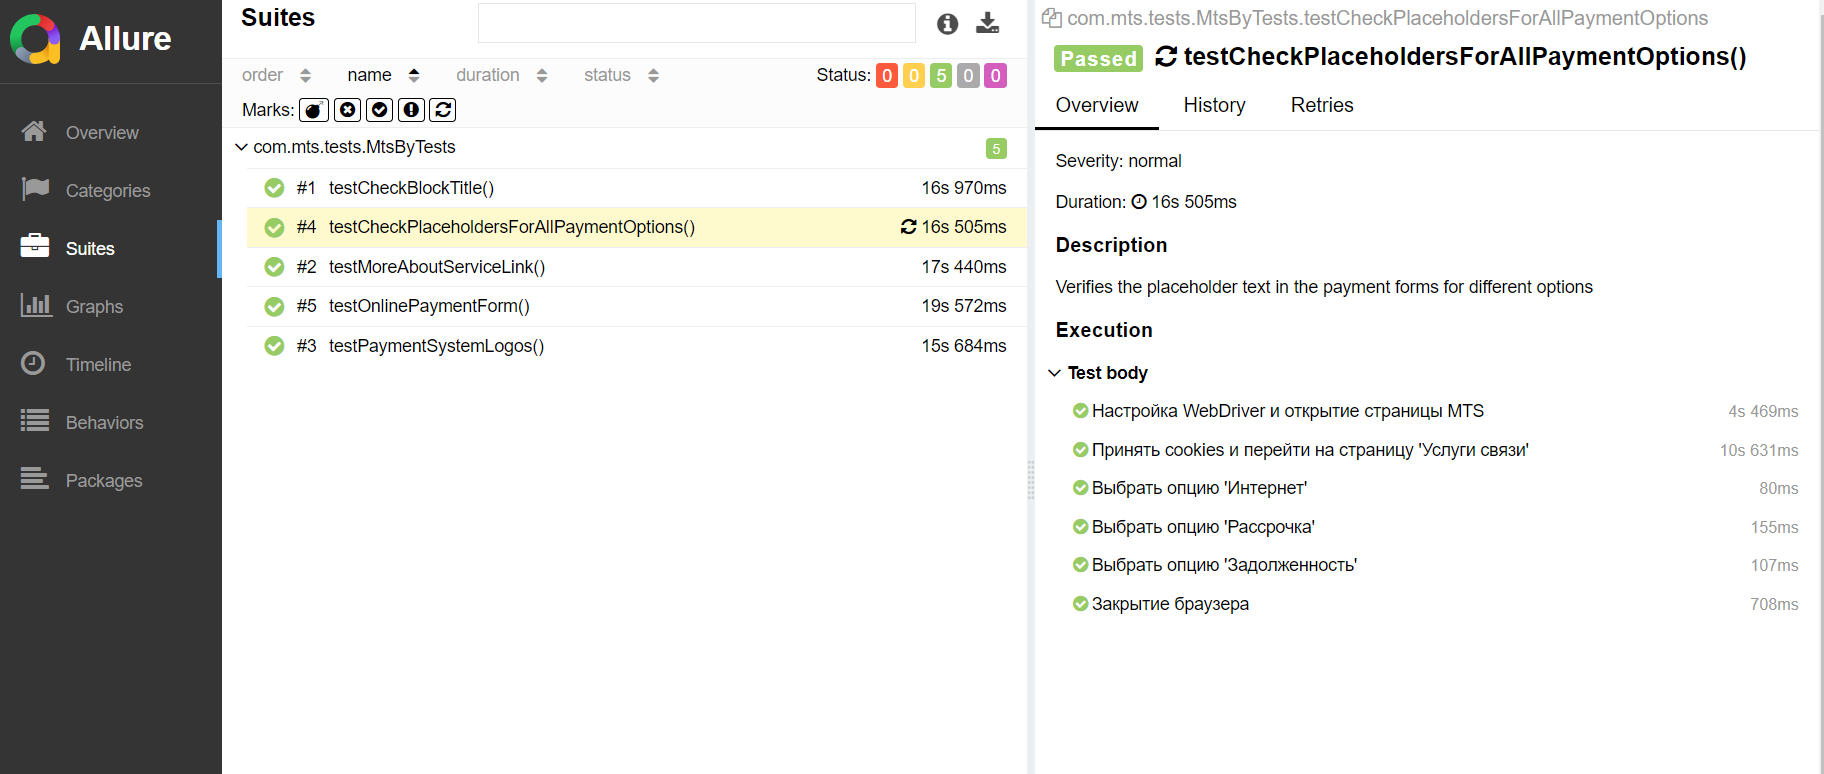 Allure
Overview
Categories
Suites
Graphs
Timeline
Behaviors
Packages
Suites
order name duration status Status: 0 0 5 0 0
Marks:
com.mts.tests.MtsByTests 5
#1 testCheckBlockTitle() 16s 970ms
#4 testCheckPlaceholdersForAllPaymentOptions() 16s 505ms
#2 testMoreAboutServiceLink() 17s 440ms
#5 testOnlinePaymentForm() 19s 572ms
#3 testPaymentSystemLogos() 15s 684ms
com.mts.tests.MtsByTests.testCheckPlaceholdersForAllPaymentOptions
Passed testCheckPlaceholdersForAllPaymentOptions()
Overview History Retries
Severity: normal
Duration: 16s 505ms
Description
Verifies the placeholder text in the payment forms for different options
Execution
Test body
Настройка WebDriver и открытие страницы MTS 4s 469ms
Принять cookies и перейти на страницу 'Услуги связи' 10s 631ms
Выбрать опцию 'Интернет' 80ms
Выбрать опцию 'Рассрочка' 155ms
Выбрать опцию 'Задолженность' 107ms
Закрытие браузера 708ms